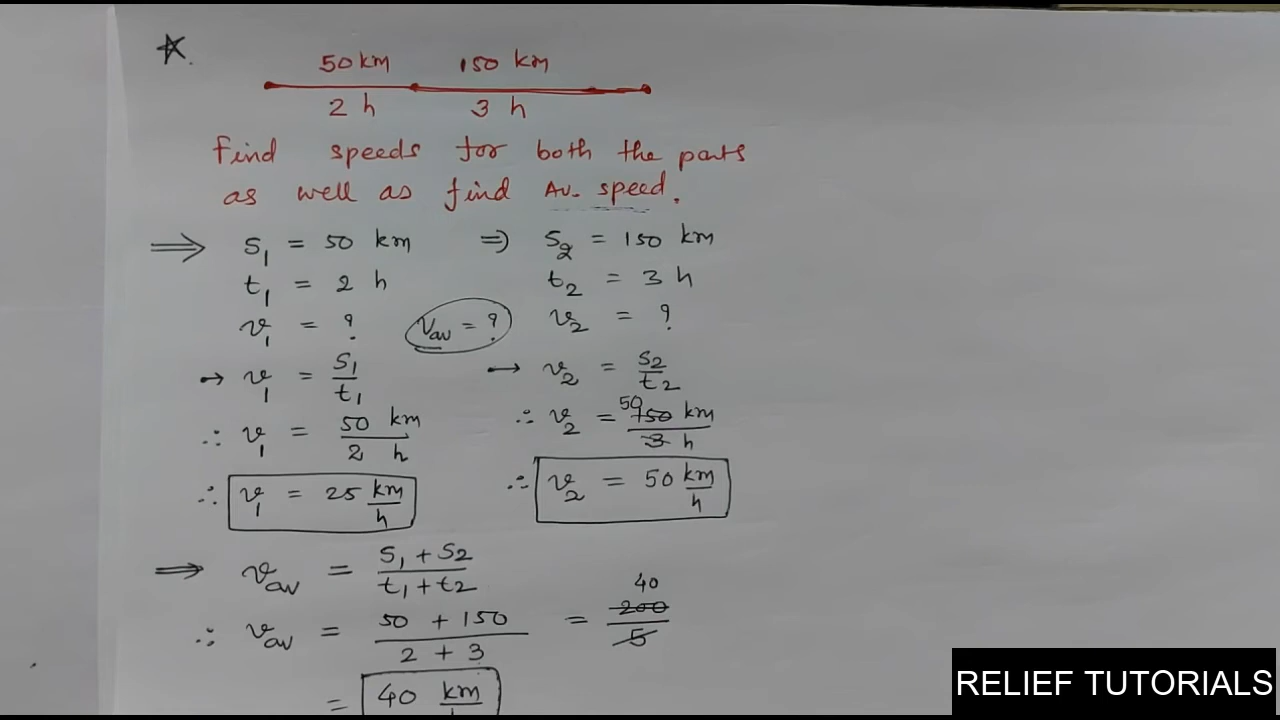 50 km 150 km
2 h 3 h
Find speeds for both the parts
as well as find Av. speed.
⇒ S₁ = 50 km ⇒ S₂ = 150 km
t₁ = 2 h t₂ = 3 h
v₁ = ? Vav = ? v₂ = ?
→ v₁ = S₁/t₁ → v₂ = S₂/t₂
∴ v₁ = 50 km/2 h ∴ v₂ = 50 150 km/3 h
∴ v₁ = 25 km/h ∴ v₂ = 50 km/h
⇒ vav = S₁ + S₂/t₁ + t₂
∴ vav = 50 + 150/2 + 3 = 40 200/5
= 40 km
RELIEF TUTORIALS